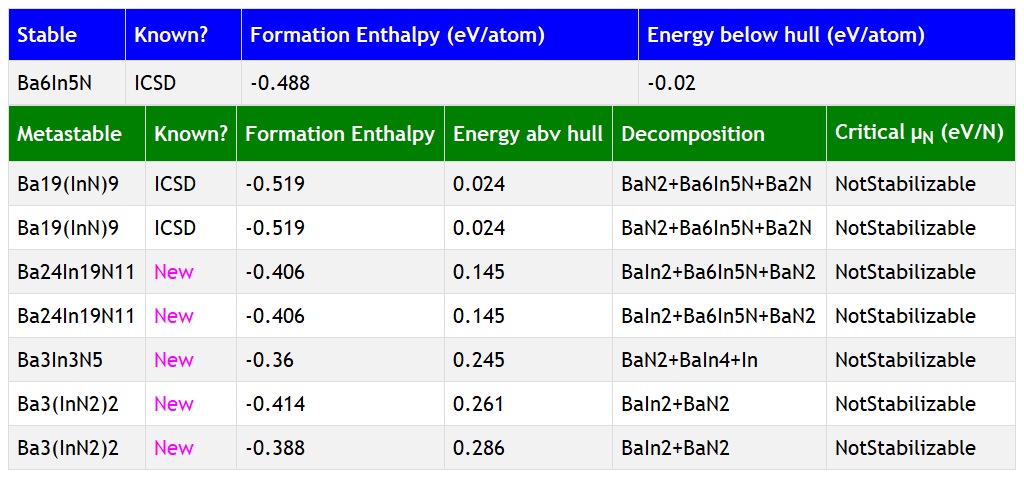 Stable Known? Formation Enthalpy (eV/atom) Energy below hull (eV/atom)
Ba6In5N ICSD -0.488 -0.02
Metastable Known? Formation Enthalpy Energy abv hull Decomposition Critical μN (eV/N)
Ba19(InN)9 ICSD -0.519 0.024 BaN2+Ba6In5N+Ba2N NotStabilizable
Ba19(InN)9 ICSD -0.519 0.024 BaN2+Ba6In5N+Ba2N NotStabilizable
Ba24In19N11 New -0.406 0.145 BaIn2+Ba6In5N+BaN2 NotStabilizable
Ba24In19N11 New -0.406 0.145 BaIn2+Ba6In5N+BaN2 NotStabilizable
Ba3In3N5 New -0.36 0.245 BaN2+BaIn4+In NotStabilizable
Ba3(InN2)2 New -0.414 0.261 BaIn2+BaN2 NotStabilizable
Ba3(InN2)2 New -0.388 0.286 BaIn2+BaN2 NotStabilizable